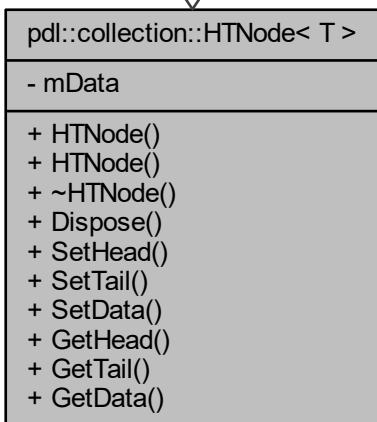 pdl::collection::HTNode< T >
- mData
+ HTNode()
+ HTNode()
+ ~HTNode()
+ Dispose()
+ SetHead()
+ SetTail()
+ SetData()
+ GetHead()
+ GetTail()
+ GetData()